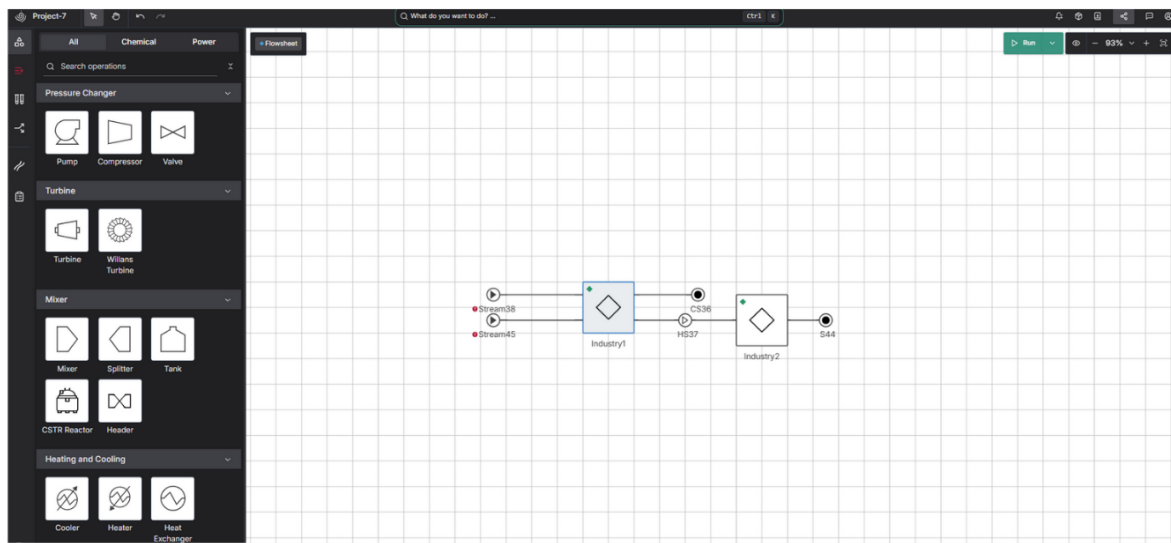 Project-7
What do you want to do? ...
Ctrl K
All Chemical Power
Search operations
Pressure Changer
Pump Compressor Valve
Turbine
Turbine Willans
Turbine
Mixer
Mixer Splitter Tank
CSTR Reactor Header
Heating and Cooling
Cooler Heater Heat
Exchanger
Flowsheet
Run
93%
Stream38
CS36
Stream45
HS37
S44
Industry1
Industry2